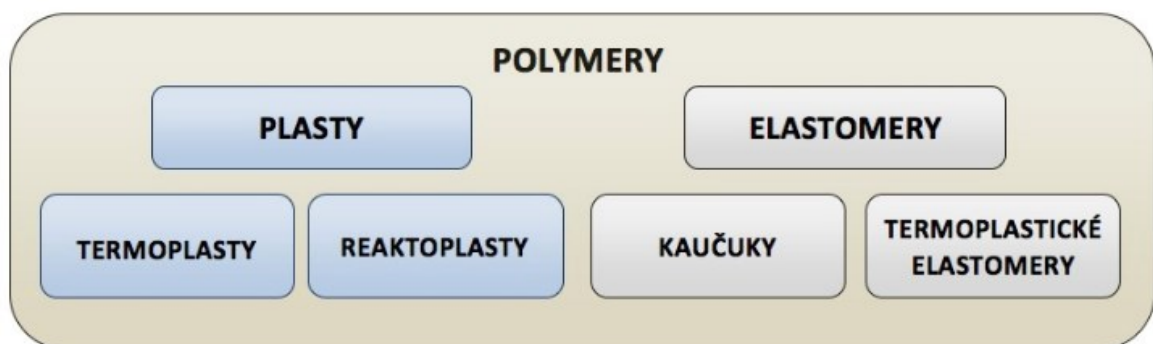 POLYMERY
PLASTY
ELASTOMERY
TERMOPLASTY
REAKTOPLASTY
KAUČUKY
TERMOPLASTICKÉ
ELASTOMERY